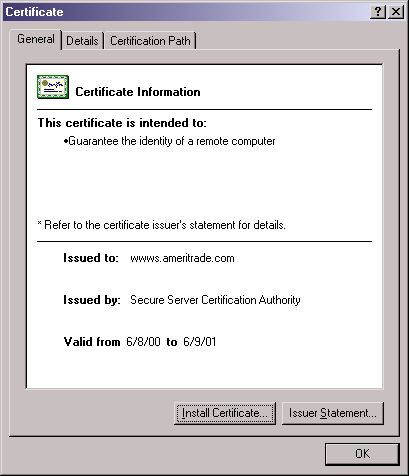 Certificate
? ×
General Details Certification Path
Certificate Information
This certificate is intended to:
•Guarantee the identity of a remote computer
* Refer to the certificate issuer's statement for details.
Issued to: wwws.ameritrade.com
Issued by: Secure Server Certification Authority
Valid from 6/8/00 to 6/9/01
Install Certificate... Issuer Statement...
OK